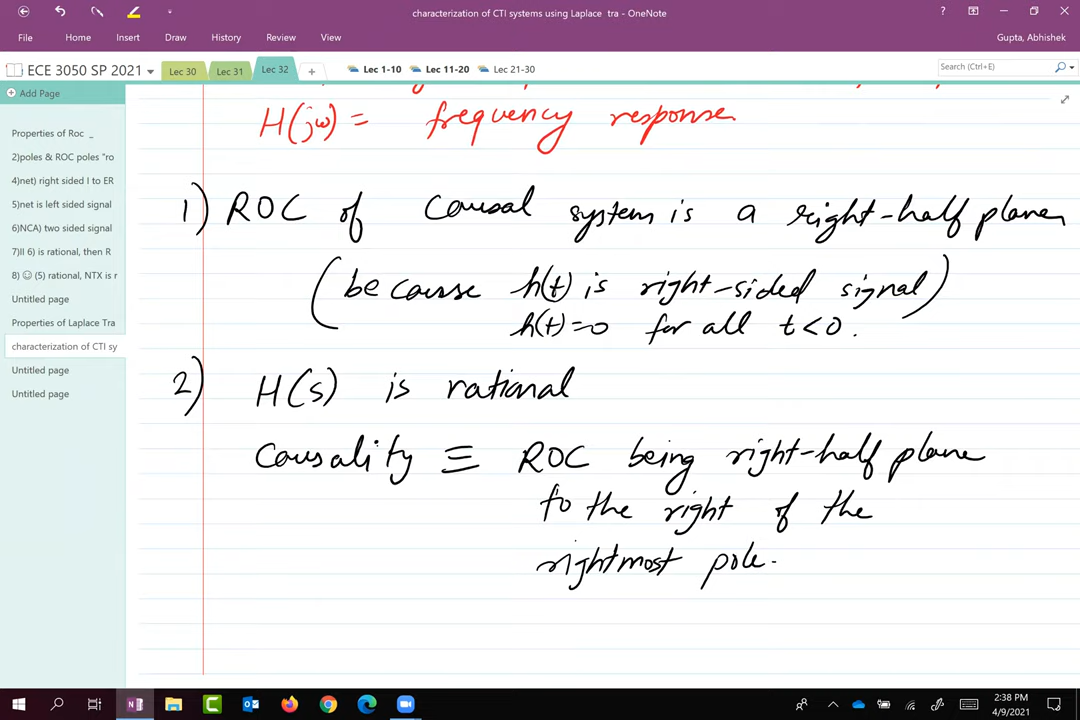 characterization of CTI systems using Laplace tra - OneNote
File Home Insert Draw History Review View
Gupta, Abhishek
ECE 3050 SP 2021
Lec 30
Lec 31
Lec 32
Lec 1-10
Lec 11-20
Lec 21-30
Search (Ctrl+E)
Add Page
Properties of Roc _
2)poles & ROC poles "ro
4)net) right sided I to ER
5)net is left sided signal
6)NCA) two sided signal
7)II 6) is rational, then R
8) ☺ (5) rational, NTX is r
Untitled page
Properties of Laplace Tra
characterization of CTI sy
Untitled page
Untitled page
H(jω) = frequency response
1) ROC of causal system is a right-half plane
(because h(t) is right-sided signal)
h(t)=0 for all t<0.
2) H(s) is rational
Causality ≡ ROC being right-half plane
to the right of the
rightmost pole.
2:38 PM
4/9/2021